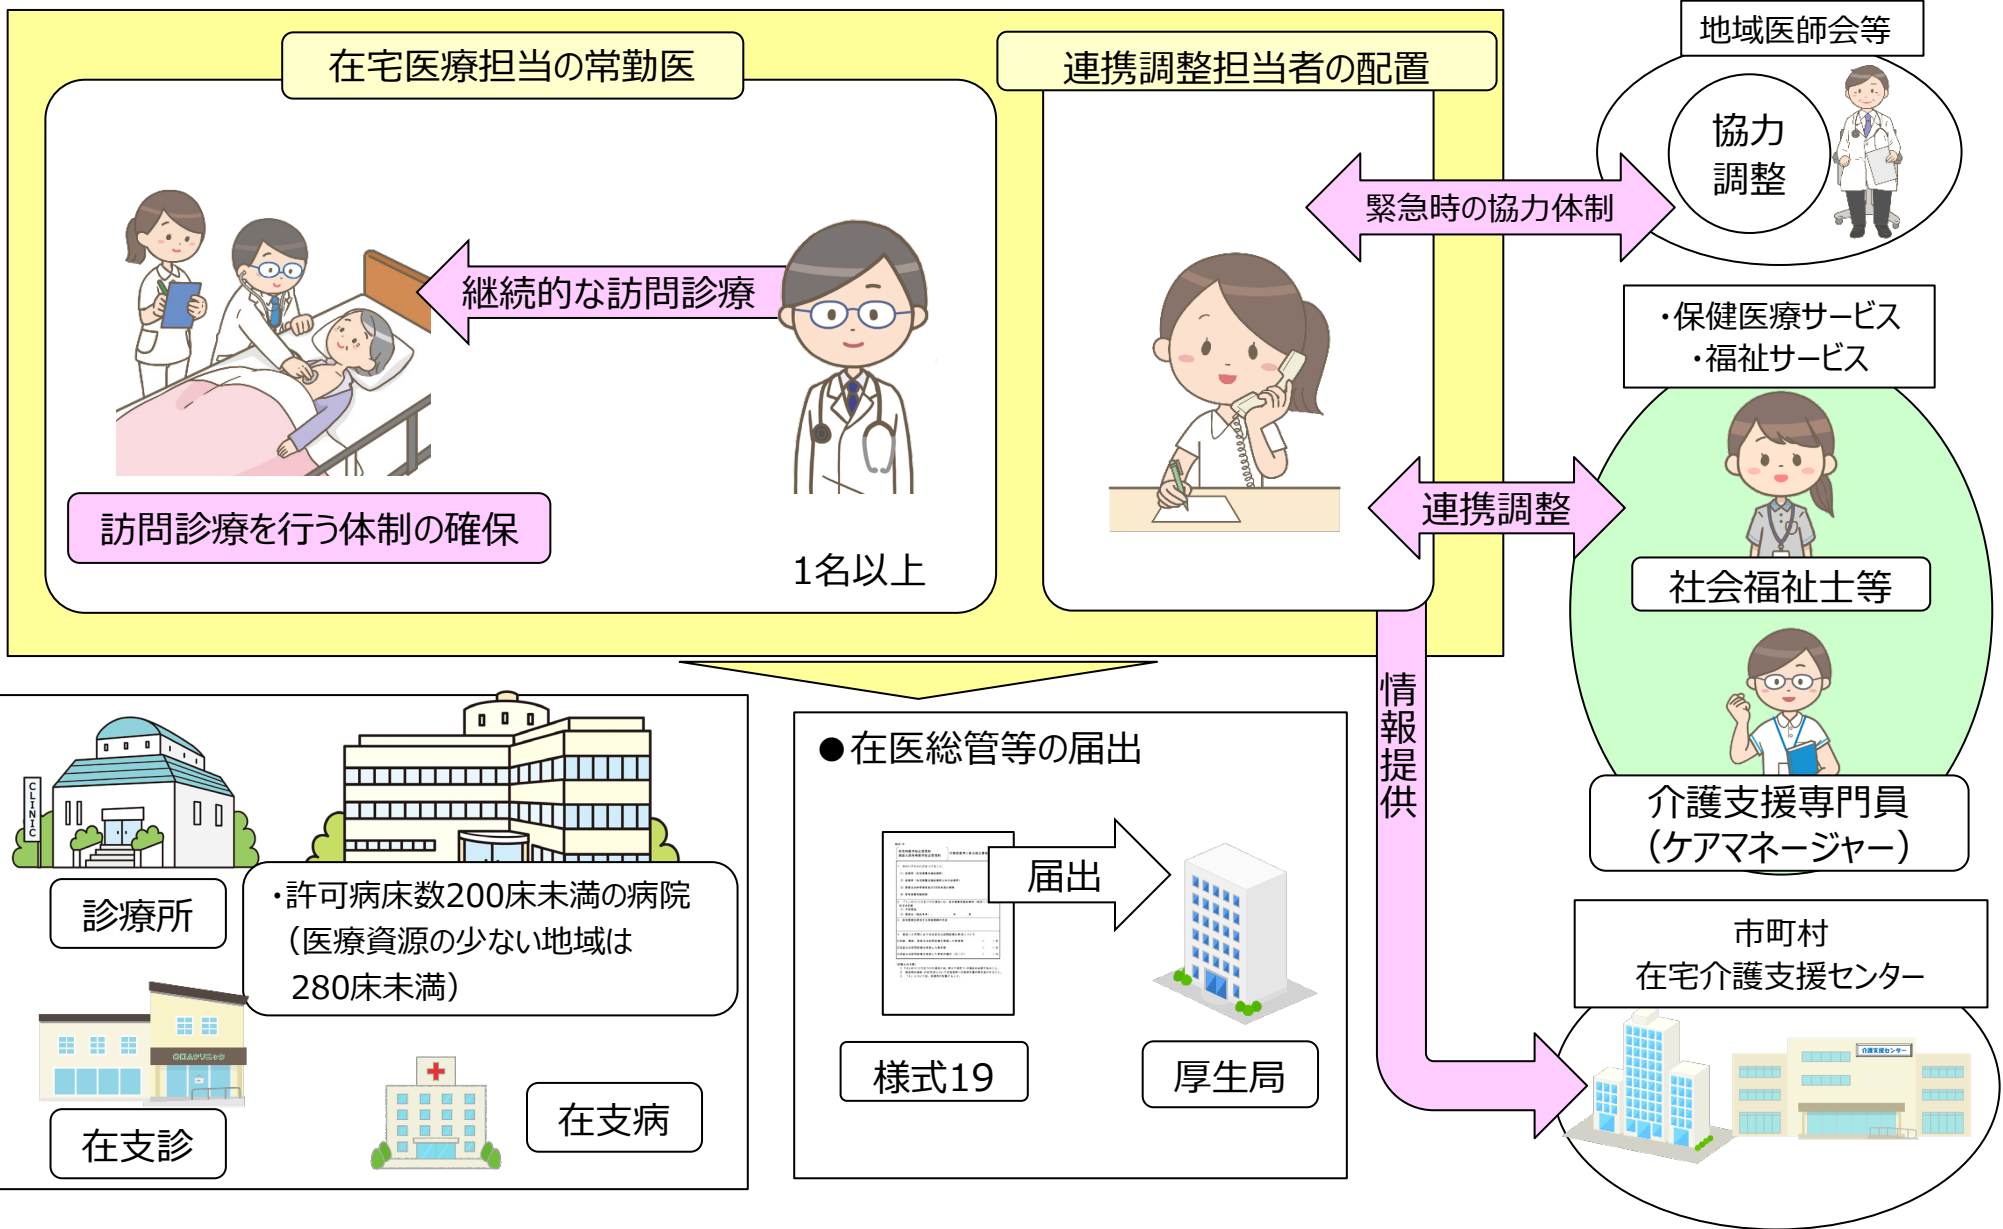 在宅医療担当の常勤医
継続的な訪問診療
訪問診療を行う体制の確保
1名以上
連携調整担当者の配置
緊急時の協力体制
連携調整
地域医師会等
協力
調整
・保健医療サービス
・福祉サービス
社会福祉士等
介護支援専門員
（ケアマネージャー）
情報提供
市町村
在宅介護支援センター
介護支援センター
CLINIC
診療所
・許可病床数200床未満の病院
（医療資源の少ない地域は
280床未満）
在支診
在支病
●在医総管等の届出
届出
様式19
厚生局